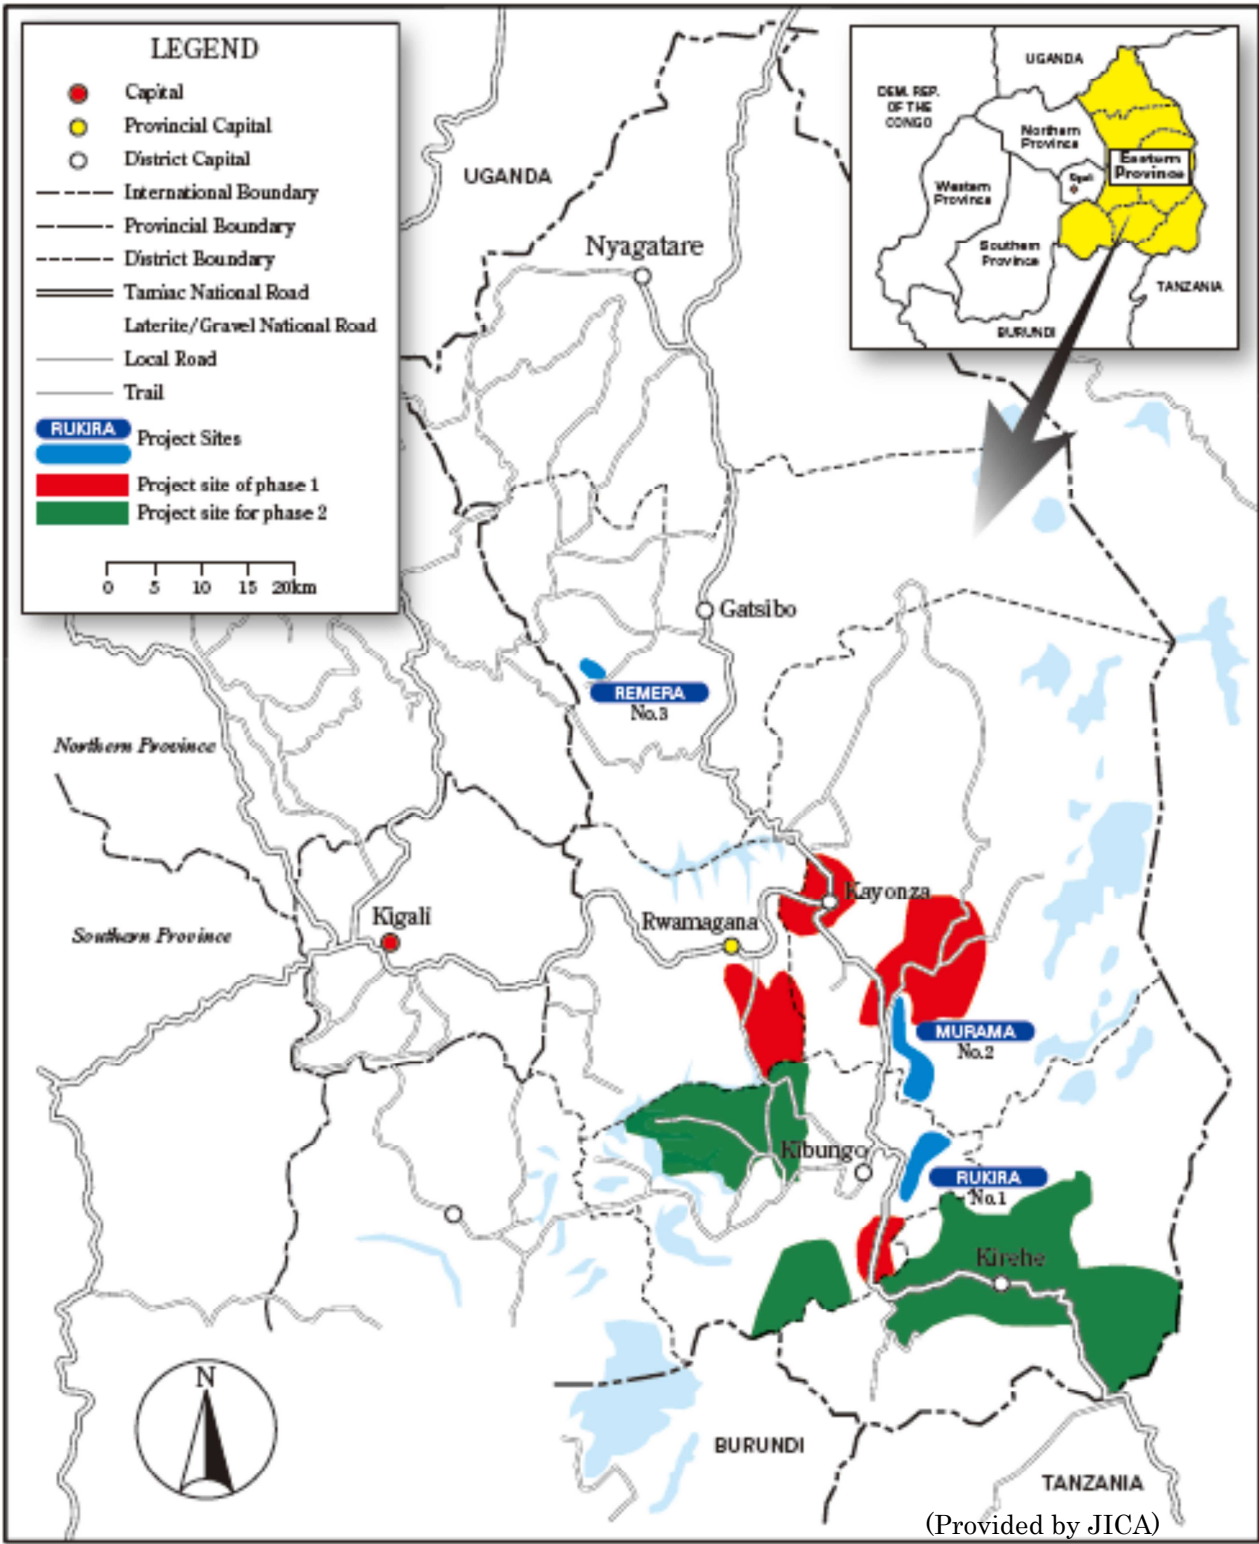 LEGEND
Capital
Provincial Capital
District Capital
International Boundary
Provincial Boundary
District Boundary
Tamiac National Road
Laterite/Gravel National Road
Local Road
Trail
RUKIRA
Project Sites
Project site of phase 1
Project site for phase 2
0 5 10 15 20km
UGANDA
DEM. REP.
OF THE
CONGO
Northern
Province
Eastern
Province
Kigali
Western
Province
Southern
Province
TANZANIA
BURUNDI
UGANDA
Nyagatare
Gatsibo
REMERA
No.3
Northern Province
Kayonza
Kigali
Rwamagana
Southern Province
MURAMA
No.2
Kibungo
RUKIRA
No.1
Kirehe
N
BURUNDI
TANZANIA
(Provided by JICA)